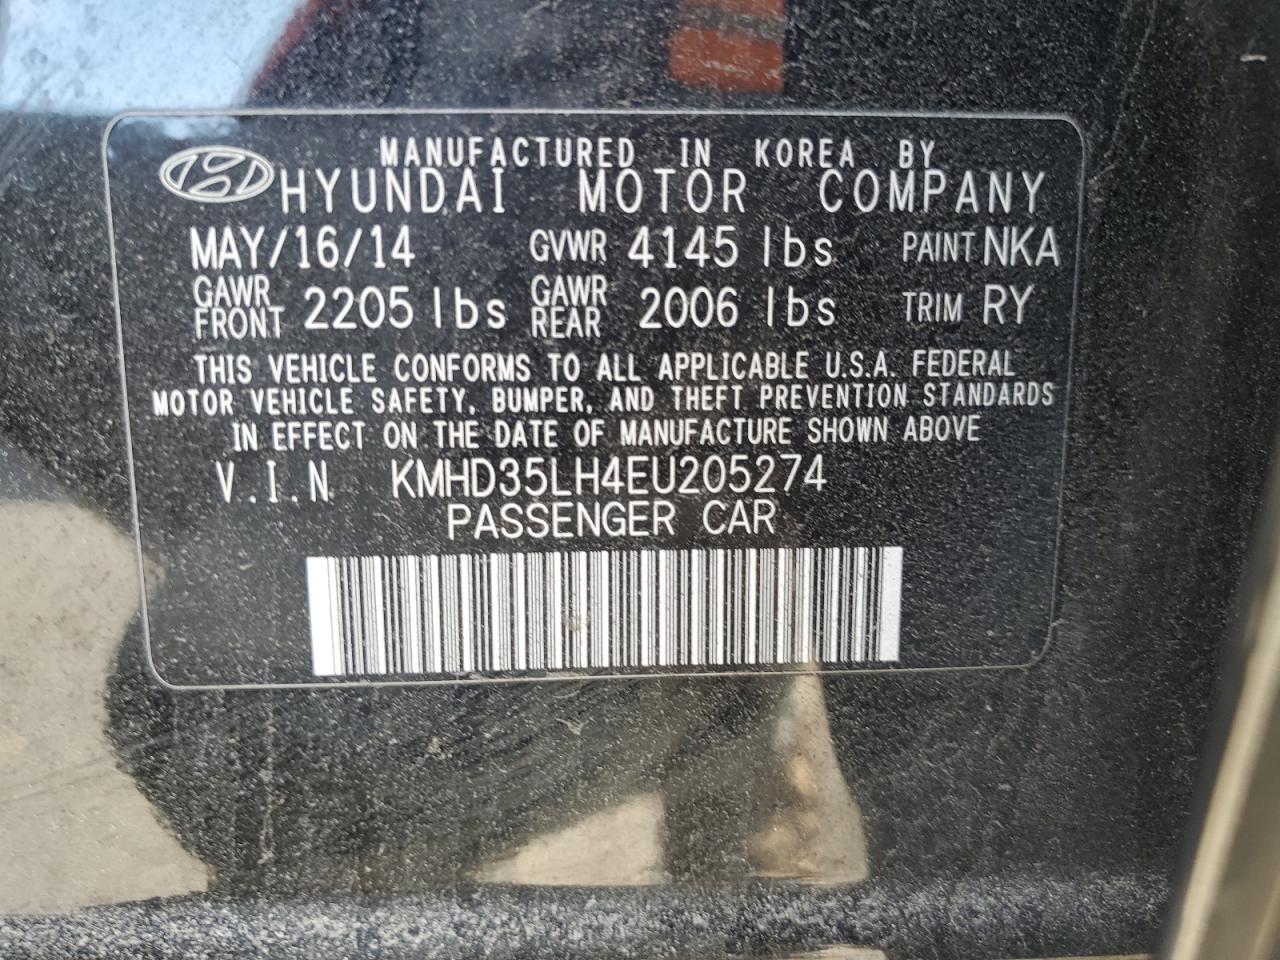 MANUFACTURED IN KOREA BY
HYUNDAI MOTOR COMPANY
MAY/16/14 GVWR 4145 lbs PAINT NKA
GAWR FRONT 2205 lbs GAWR REAR 2006 lbs TRIM RY
THIS VEHICLE CONFORMS TO ALL APPLICABLE U.S.A. FEDERAL
MOTOR VEHICLE SAFETY, BUMPER, AND THEFT PREVENTION STANDARDS
IN EFFECT ON THE DATE OF MANUFACTURE SHOWN ABOVE
V.I.N KMHD35LH4EU205274
PASSENGER CAR